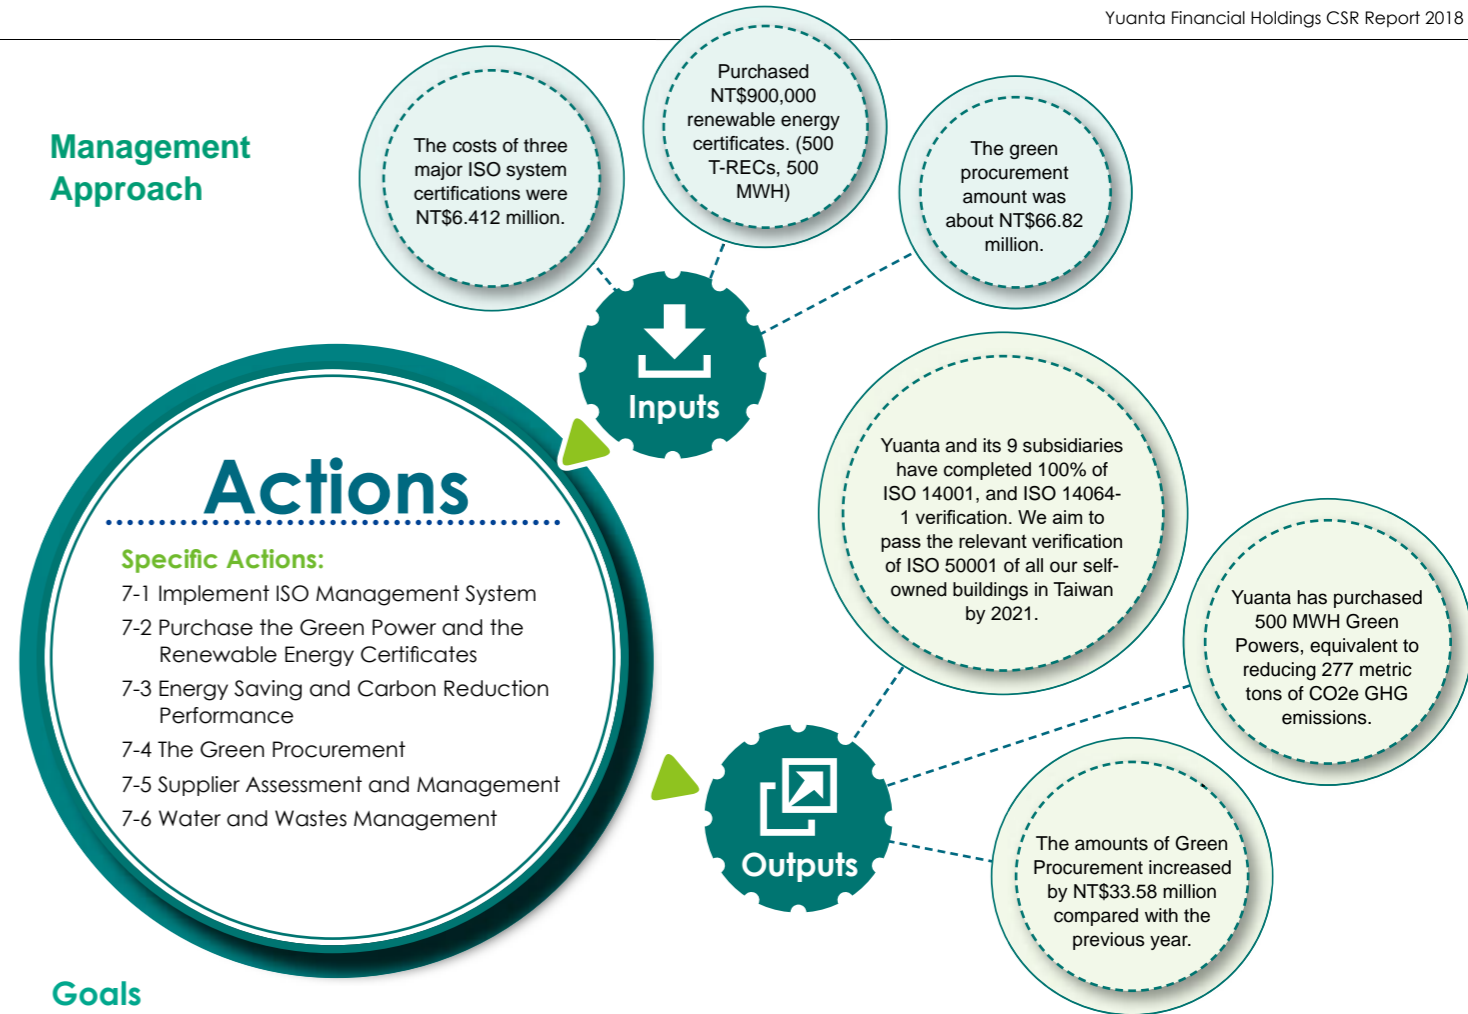 Yuanta Financial Holdings CSR Report 2018
Management
Approach
The costs of three
major ISO system
certifications were
NT$6.412 million.
Purchased
NT$900,000
renewable energy
certificates. (500
T-RECs, 500
MWH)
The green
procurement
amount was
about NT$66.82
million.
Inputs
Actions
Specific Actions:
7-1 Implement ISO Management System
7-2 Purchase the Green Power and the
Renewable Energy Certificates
7-3 Energy Saving and Carbon Reduction
Performance
7-4 The Green Procurement
7-5 Supplier Assessment and Management
7-6 Water and Wastes Management
Yuanta and its 9 subsidiaries
have completed 100% of
ISO 14001, and ISO 14064-
1 verification. We aim to
pass the relevant verification
of ISO 50001 of all our self-
owned buildings in Taiwan
by 2021.
Yuanta has purchased
500 MWH Green
Powers, equivalent to
reducing 277 metric
tons of CO2e GHG
emissions.
Outputs
The amounts of Green
Procurement increased
by NT$33.58 million
compared with the
previous year.
Goals